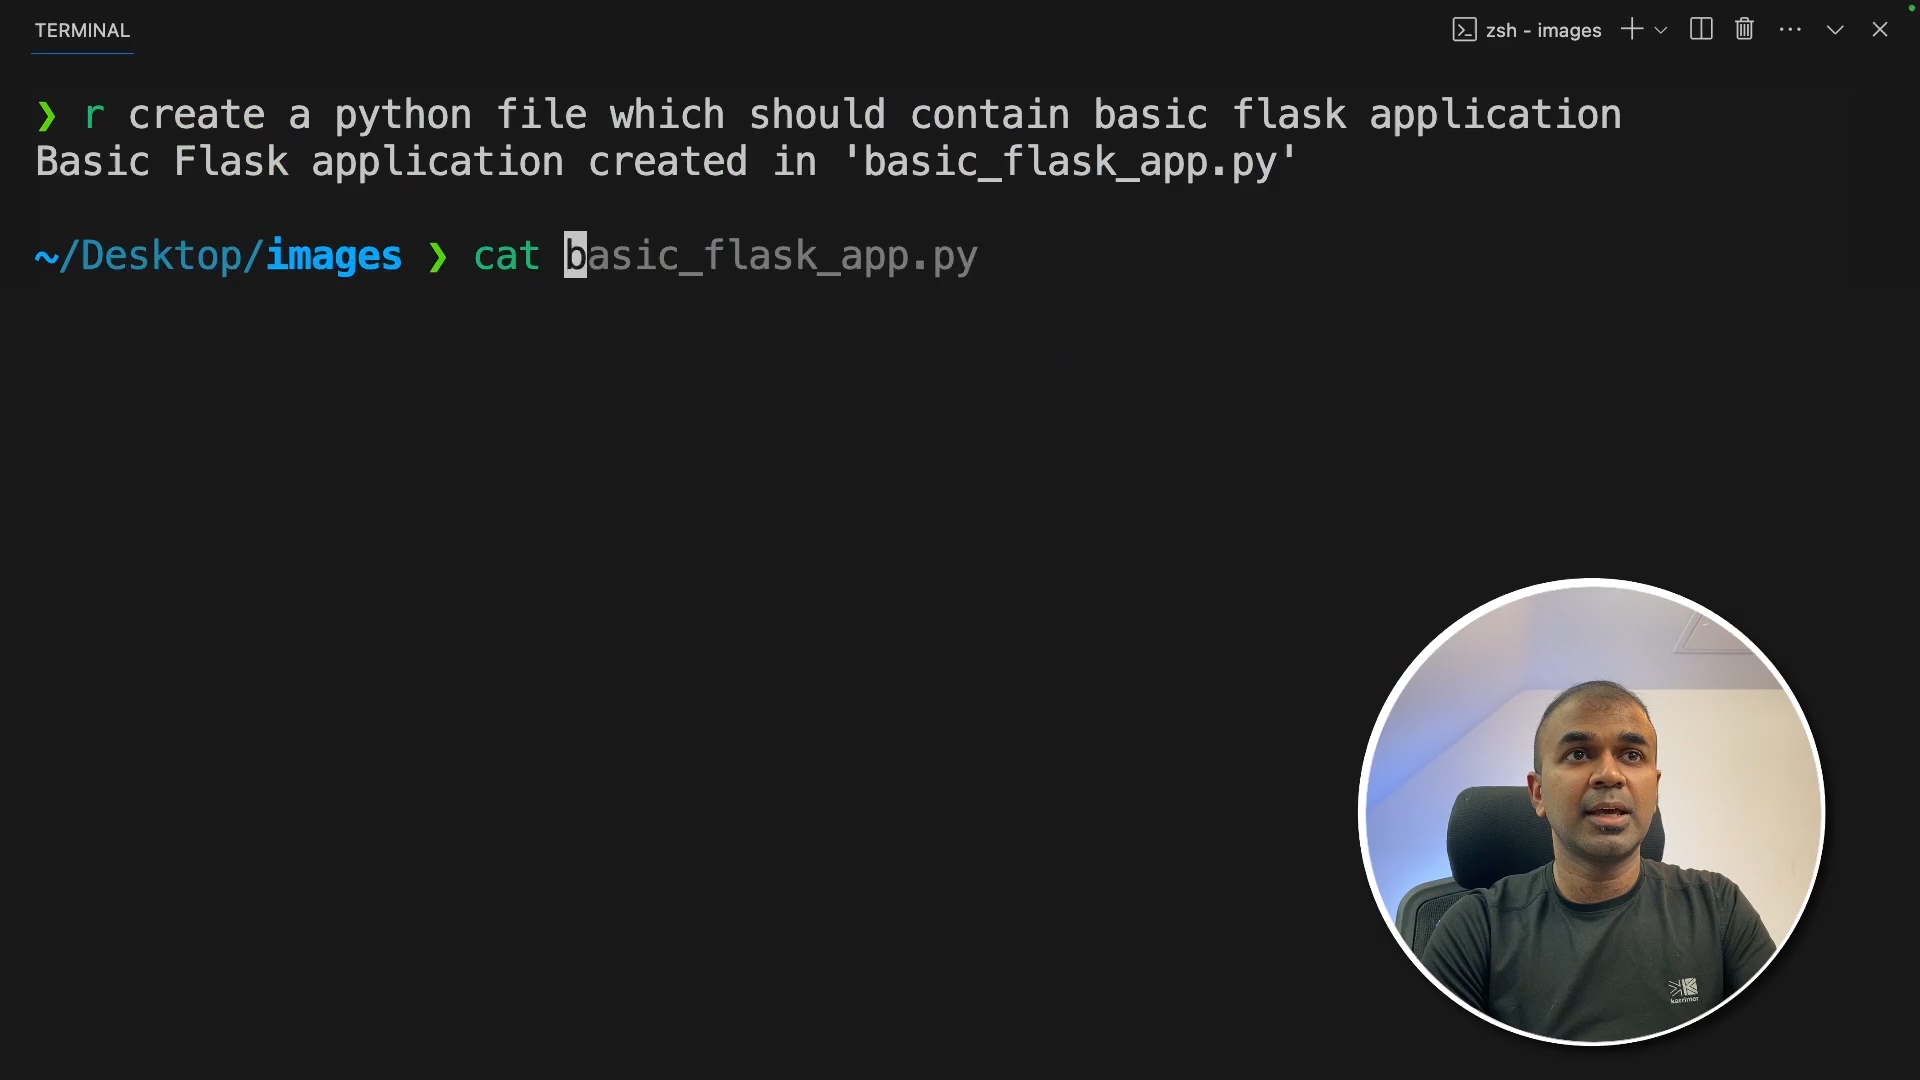 TERMINAL
zsh - images
❯ r create a python file which should contain basic flask application
Basic Flask application created in 'basic_flask_app.py'
~/Desktop/images ❯ cat basic_flask_app.py
karrimor